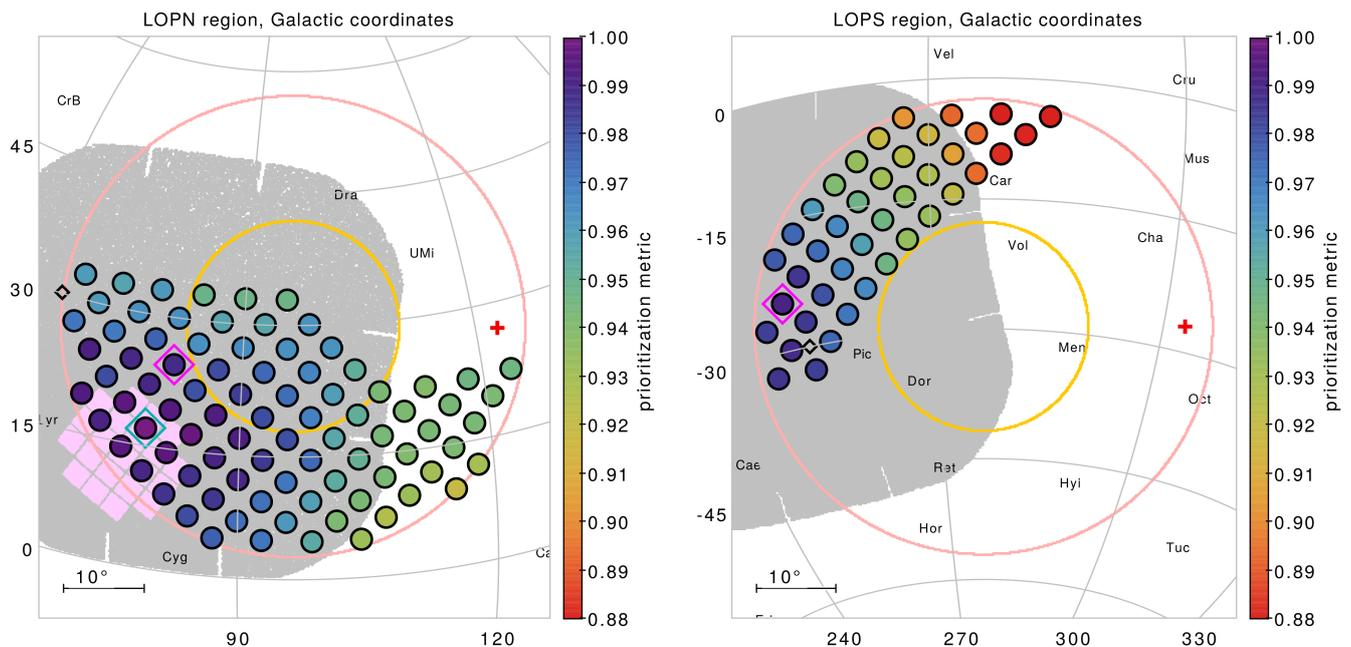 LOPN region, Galactic coordinates
CrB
45
Dra
UMi
30
15
Lyr
0
Cyg
Ca
10°
90
120
1.00
0.99
0.98
0.97
0.96
0.95
0.94
0.93
0.92
0.91
0.90
0.89
0.88
prioritization metric
LOPS region, Galactic coordinates
Vel
Cru
0
Mus
Car
-15
Vol
Cha
Pic
Men
-30
Dor
Oct
Cae
Ret
Hyi
-45
Hor
Tuc
10°
240
270
300
330
1.00
0.99
0.98
0.97
0.96
0.95
0.94
0.93
0.92
0.91
0.90
0.89
0.88
prioritization metric